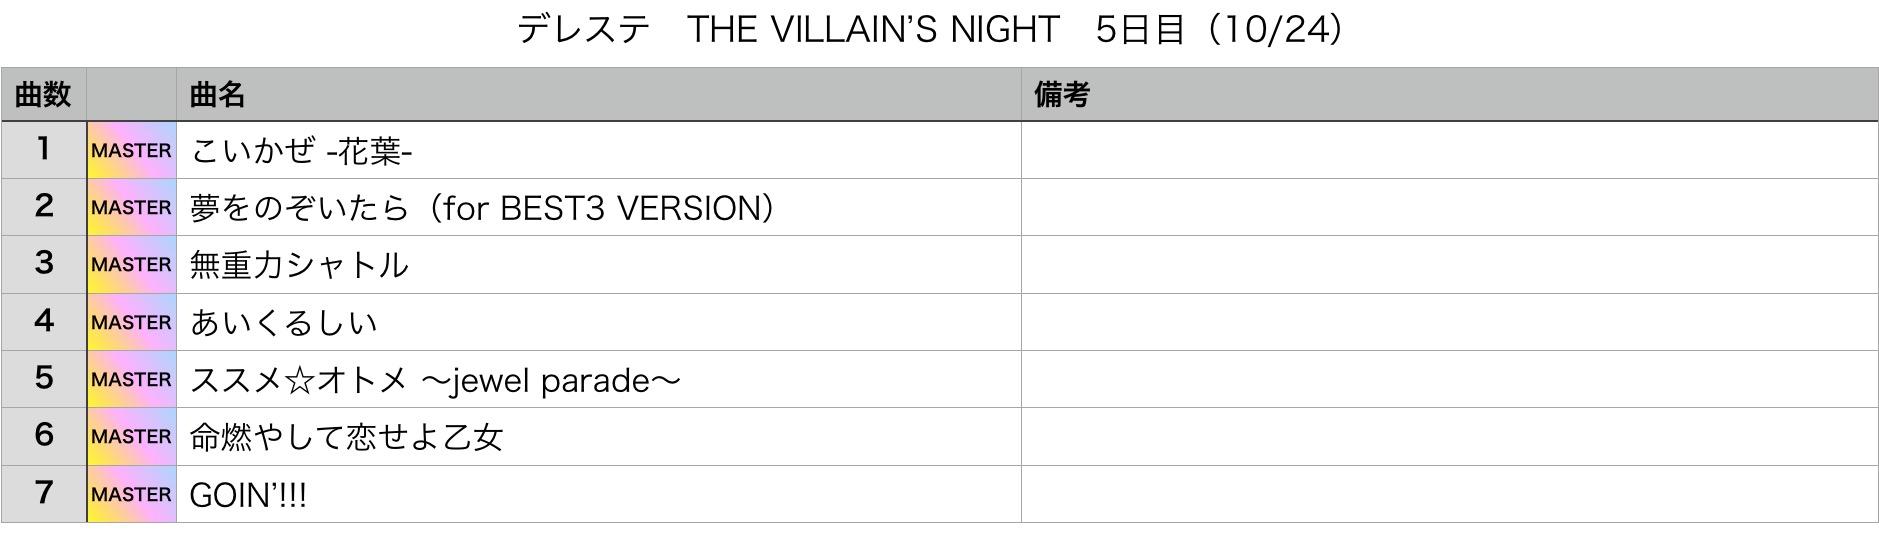 デレステ　THE VILLAIN’S NIGHT　5日目（10/24）
曲数 曲名 備考
1 MASTER こいかぜ -花葉-
2 MASTER 夢をのぞいたら（for BEST3 VERSION）
3 MASTER 無重力シャトル
4 MASTER あいくるしい
5 MASTER ススメ☆オトメ ～jewel parade～
6 MASTER 命燃やして恋せよ乙女
7 MASTER GOIN’!!!